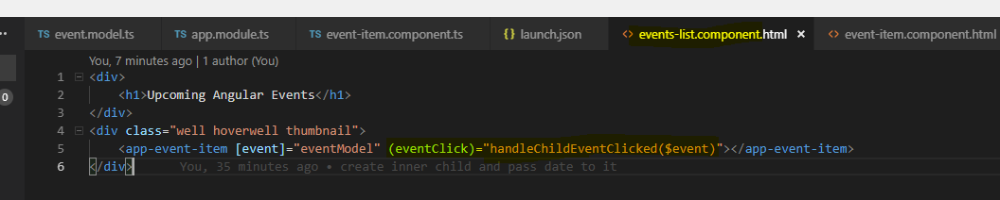 TS event.model.ts TS app.module.ts TS event-item.component.ts {} launch.json <> events-list.component.html × <> event-item.component.html
You, 7 minutes ago | 1 author (You)
1 <div>
2 <h1>Upcoming Angular Events</h1>
3 </div>
4 <div class="well hoverwell thumbnail">
0
5 <app-event-item [event]="eventModel" (eventClick)="handleChildEventClicked($event)"></app-event-item>
6 </div> You, 35 minutes ago • create inner child and pass date to it